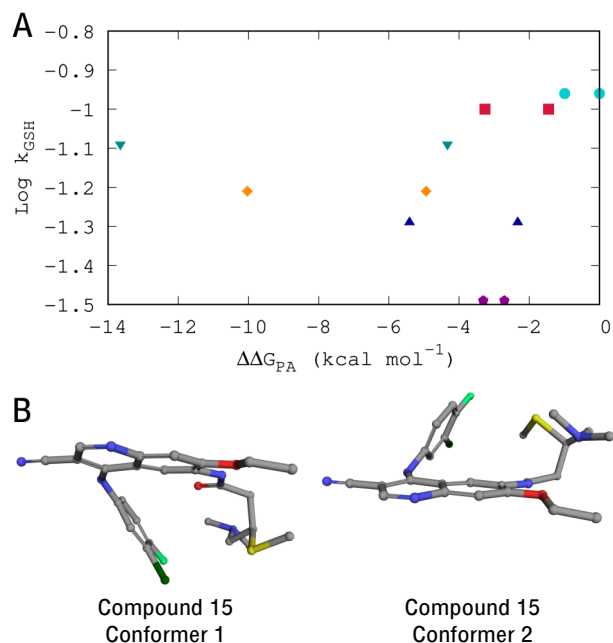 A
-0.8
-0.9
-1
-1.1
-1.2
-1.3
-1.4
-1.5
Log k_GSH
-14 -12 -10 -8 -6 -4 -2 0
ΔΔG_PA (kcal mol⁻¹)
B
Compound 15 Compound 15
Conformer 1 Conformer 2